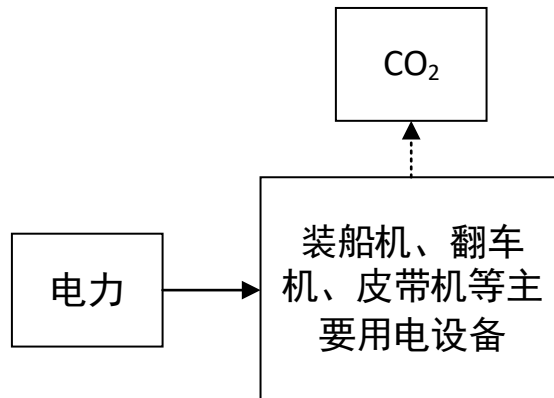 CO₂
电力
装船机、翻车
机、皮带机等主
要用电设备